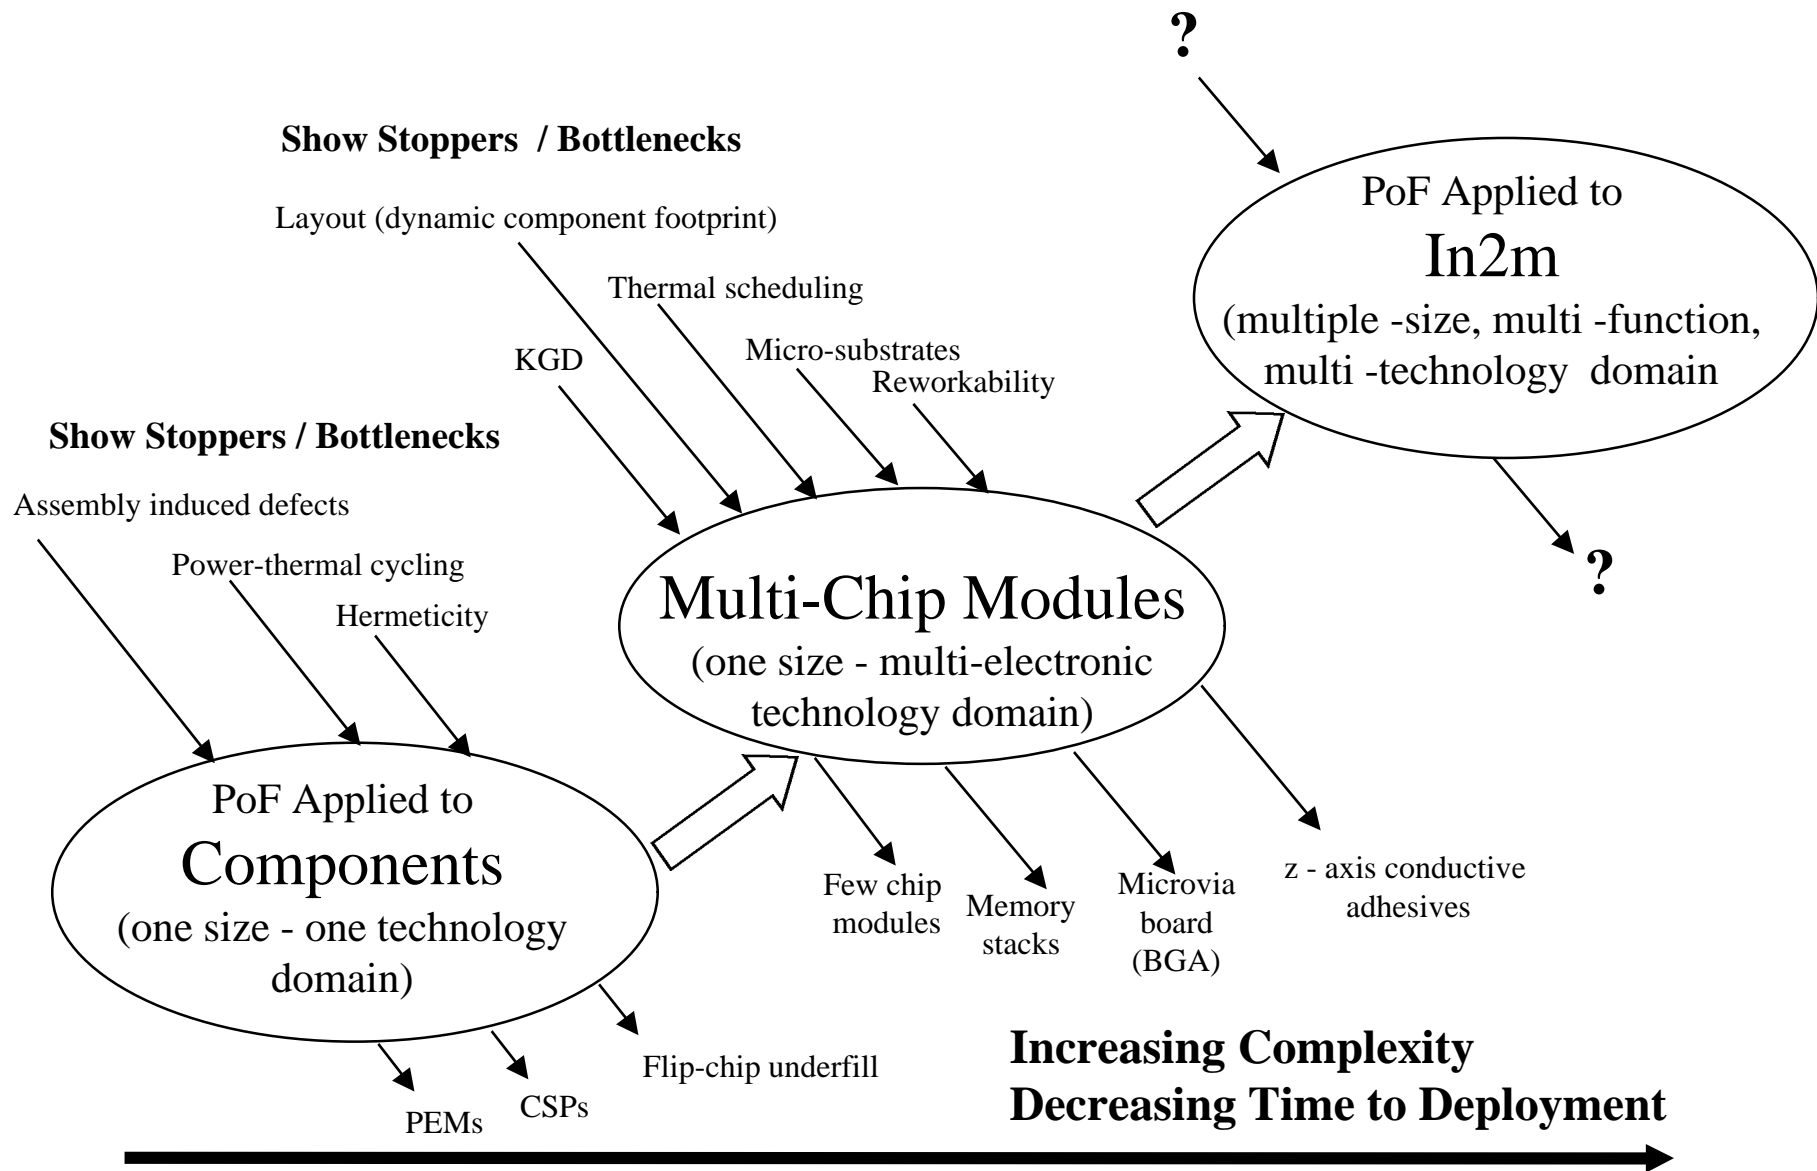 ?
Show Stoppers / Bottlenecks
Layout (dynamic component footprint)
Thermal scheduling
KGD
Micro-substrates
Reworkability
PoF Applied to
In2m
(multiple -size, multi -function,
multi -technology domain
?
Show Stoppers / Bottlenecks
Assembly induced defects
Power-thermal cycling
Hermeticity
Multi-Chip Modules
(one size - multi-electronic
technology domain)
PoF Applied to
Components
(one size - one technology
domain)
Few chip
modules
Memory
stacks
Microvia
board
(BGA)
z - axis conductive
adhesives
PEMs
CSPs
Flip-chip underfill
Increasing Complexity
Decreasing Time to Deployment